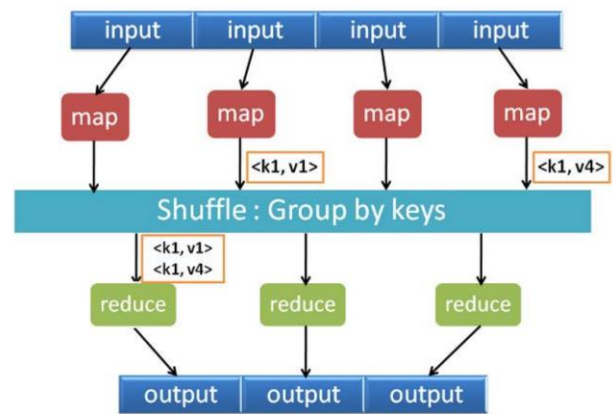 input input input input
map map map map
<k1, v1> <k1, v4>
Shuffle : Group by keys
<k1, v1>
<k1, v4>
reduce reduce reduce
output output output